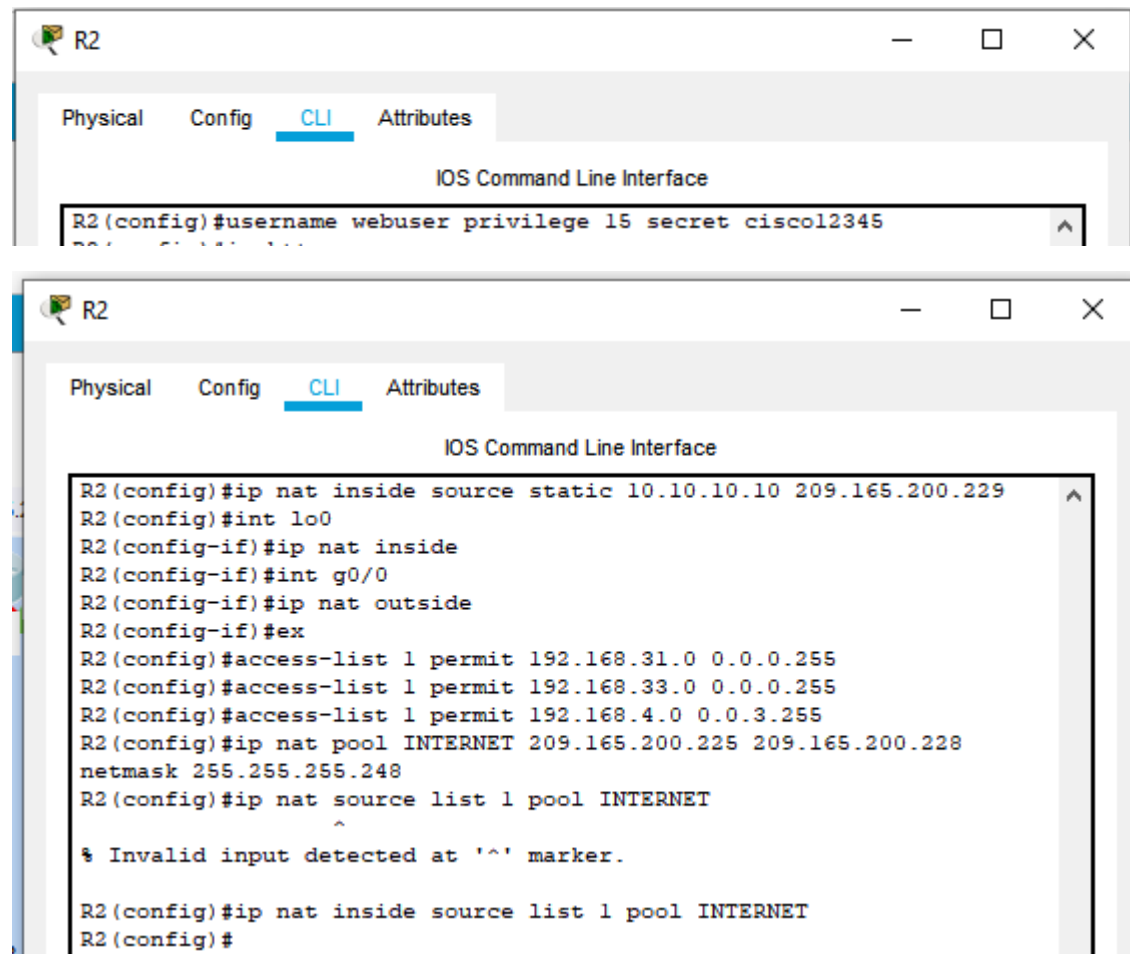 R2
Physical Config CLI Attributes
IOS Command Line Interface
R2(config)#username webuser privilege 15 secret cisco12345
R2
Physical Config CLI Attributes
IOS Command Line Interface
R2(config)#ip nat inside source static 10.10.10.10 209.165.200.229
R2(config)#int lo0
R2(config-if)#ip nat inside
R2(config-if)#int g0/0
R2(config-if)#ip nat outside
R2(config-if)#ex
R2(config)#access-list 1 permit 192.168.31.0 0.0.0.255
R2(config)#access-list 1 permit 192.168.33.0 0.0.0.255
R2(config)#access-list 1 permit 192.168.4.0 0.0.3.255
R2(config)#ip nat pool INTERNET 209.165.200.225 209.165.200.228
netmask 255.255.255.248
R2(config)#ip nat source list 1 pool INTERNET
^
% Invalid input detected at '^' marker.
R2(config)#ip nat inside source list 1 pool INTERNET
R2(config)#